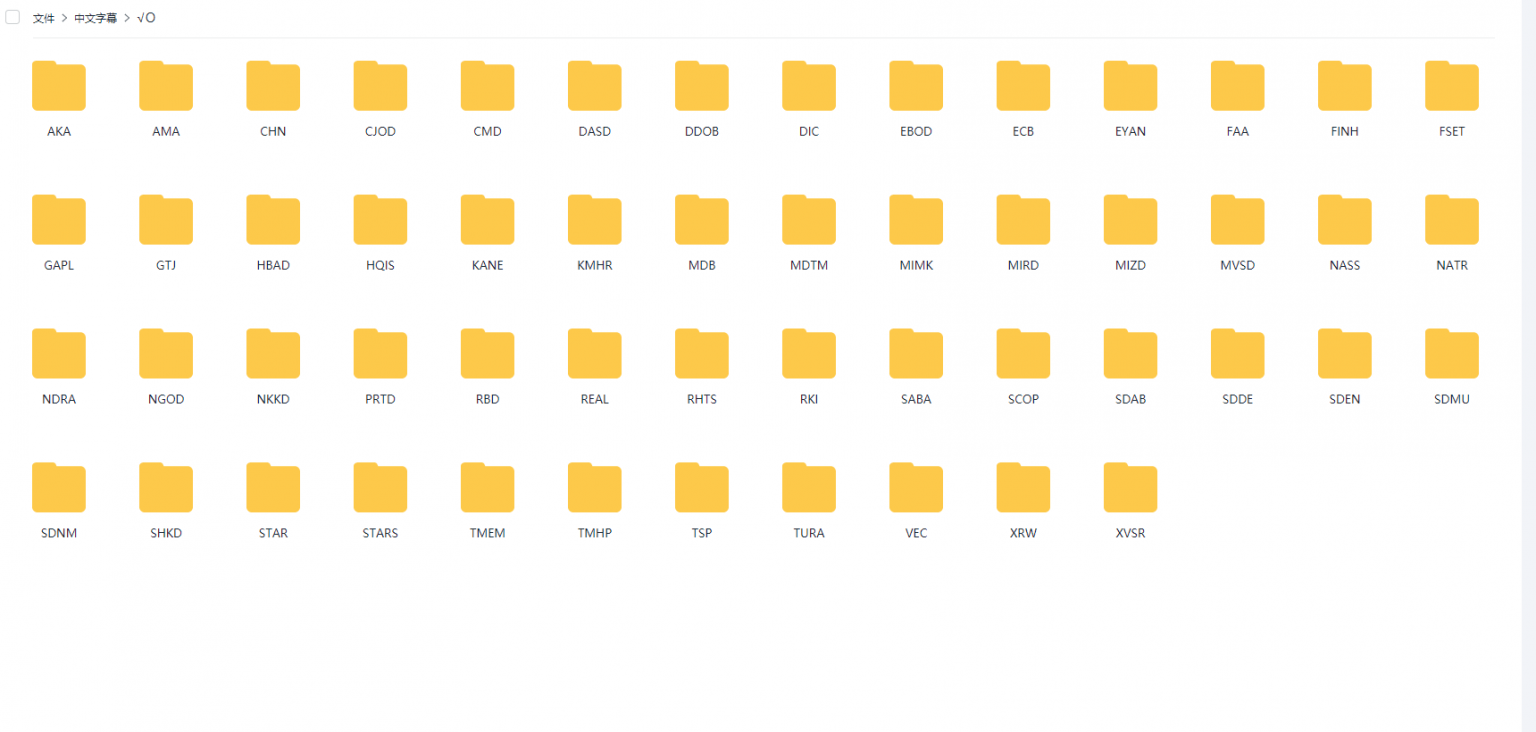 文件 > 中文字幕 > √O
AKA AMA CHN CJOD CMD DASD DDOB DIC EBOD ECB EYAN FAA FINH FSET
GAPL GTJ HBAD HQIS KANE KMHR MDB MDTM MIMK MIRD MIZD MVSD NASS NATR
NDRA NGOD NKKD PRTD RBD REAL RHTS RKI SABA SCOP SDAB SDDE SDEN SDMU
SDNM SHKD STAR STARS TMEM TMHP TSP TURA VEC XRW XVSR